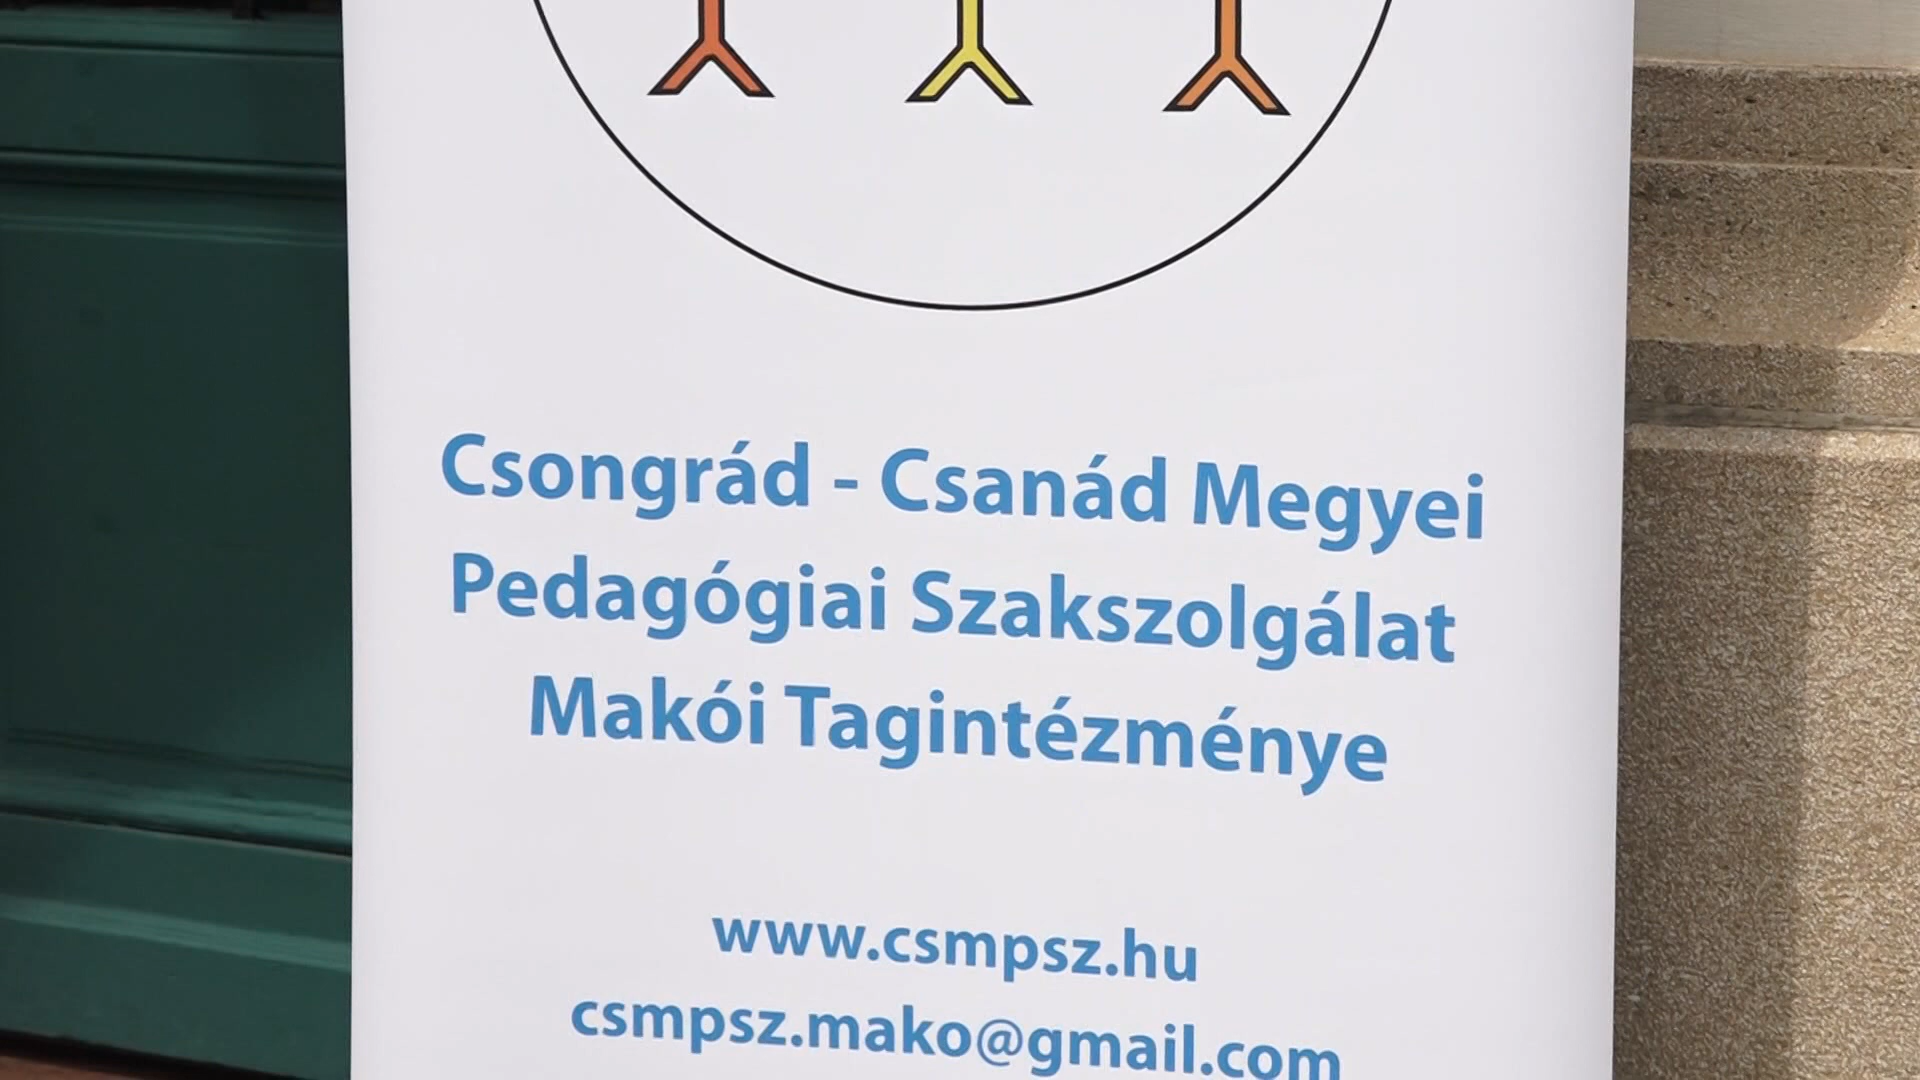 Csongrád - Csanád Megyei
Pedagógiai Szakszolgálat
Makói Tagintézménye
www.csmpsz.hu
csmpsz.mako@gmail.com